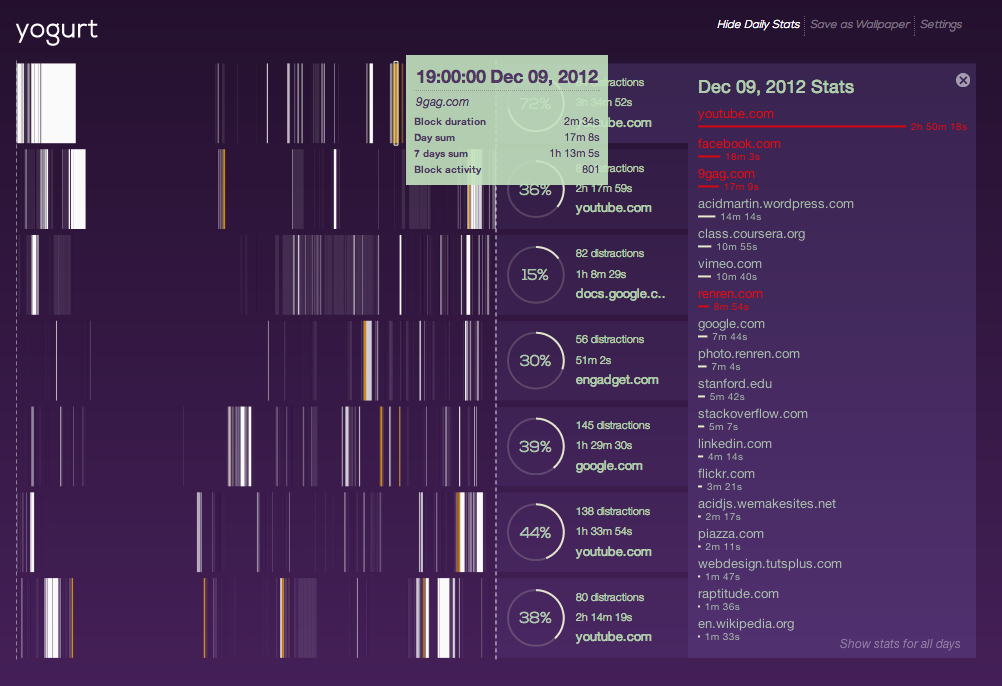 yogurt
Hide Daily Stats
Save as Wallpaper
Settings
19:00:00 Dec 09, 2012
9gag.com
Block duration 2m 34s
Day sum 17m 8s
7 days sum 1h 13m 5s
Block activity 801
72%
distractions
52s
youtube.com
36%
distractions
2h 17m 59s
youtube.com
15%
82 distractions
1h 8m 29s
docs.google.c..
30%
56 distractions
51m 2s
engadget.com
39%
145 distractions
1h 29m 30s
google.com
44%
138 distractions
1h 33m 54s
youtube.com
38%
80 distractions
2h 14m 19s
youtube.com
Dec 09, 2012 Stats
youtube.com
2h 50m 18s
facebook.com
18m 3s
9gag.com
17m 9s
acidmartin.wordpress.com
14m 14s
class.coursera.org
10m 55s
vimeo.com
10m 40s
renren.com
8m 54s
google.com
7m 44s
photo.renren.com
7m 4s
stanford.edu
5m 42s
stackoverflow.com
5m 7s
linkedin.com
4m 14s
flickr.com
3m 21s
acidjs.wemakesites.net
2m 17s
piazza.com
2m 11s
webdesign.tutsplus.com
1m 47s
raptitude.com
1m 36s
en.wikipedia.org
1m 33s
Show stats for all days